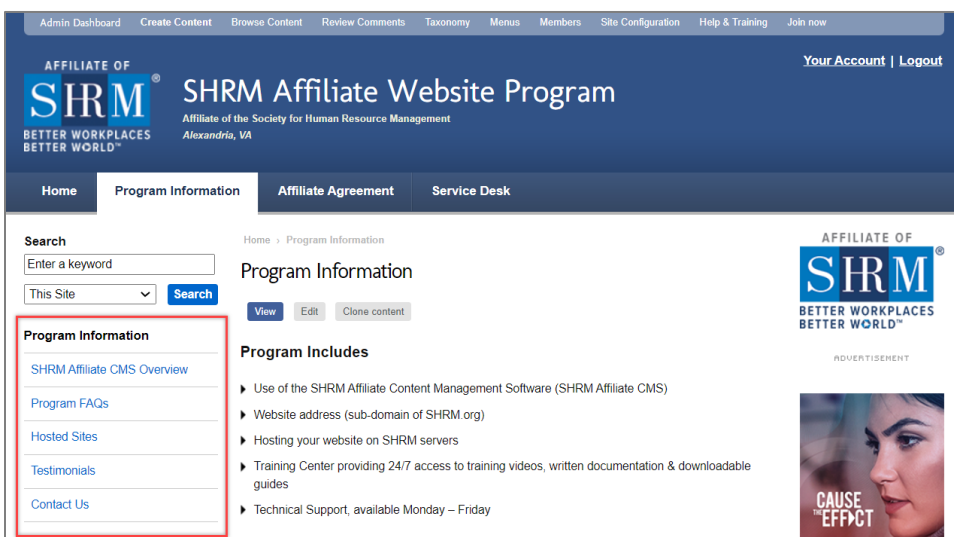 Admin Dashboard Create Content Browse Content Review Comments Taxonomy Menus Members Site Configuration Help & Training Join now
Your Account | Logout
AFFILIATE OF
SHRM®
BETTER WORKPLACES
BETTER WORLD™
SHRM Affiliate Website Program
Affiliate of the Society for Human Resource Management
Alexandria, VA
Home Program Information Affiliate Agreement Service Desk
Search
Enter a keyword
This Site Search
Program Information
SHRM Affiliate CMS Overview
Program FAQs
Hosted Sites
Testimonials
Contact Us
Home › Program Information
Program Information
View Edit Clone content
Program Includes
Use of the SHRM Affiliate Content Management Software (SHRM Affiliate CMS)
Website address (sub-domain of SHRM.org)
Hosting your website on SHRM servers
Training Center providing 24/7 access to training videos, written documentation & downloadable
guides
Technical Support, available Monday – Friday
AFFILIATE OF
SHRM®
BETTER WORKPLACES
BETTER WORLD™
ADVERTISEMENT
CAUSE
THE EFFECT